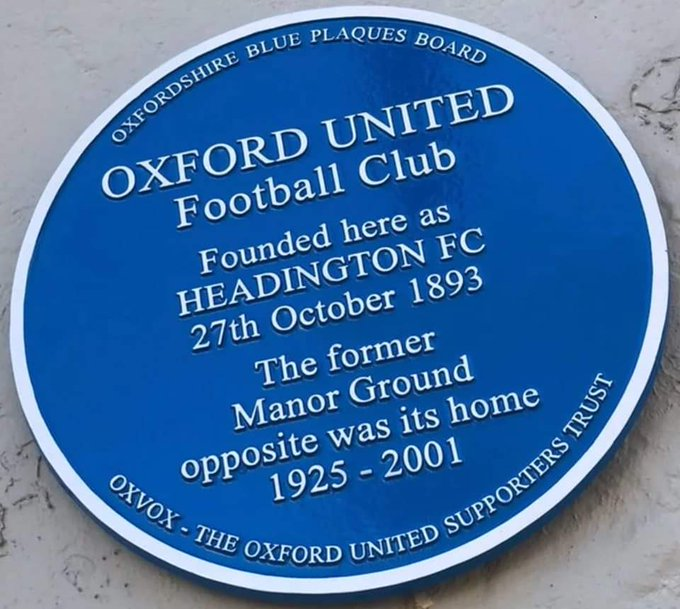 OXFORDSHIRE BLUE PLAQUES BOARD
OXFORD UNITED
Football Club
Founded here as
HEADINGTON FC
27th October 1893
The former
Manor Ground
opposite was its home
1925 - 2001
OXVOX - THE OXFORD UNITED SUPPORTERS TRUST